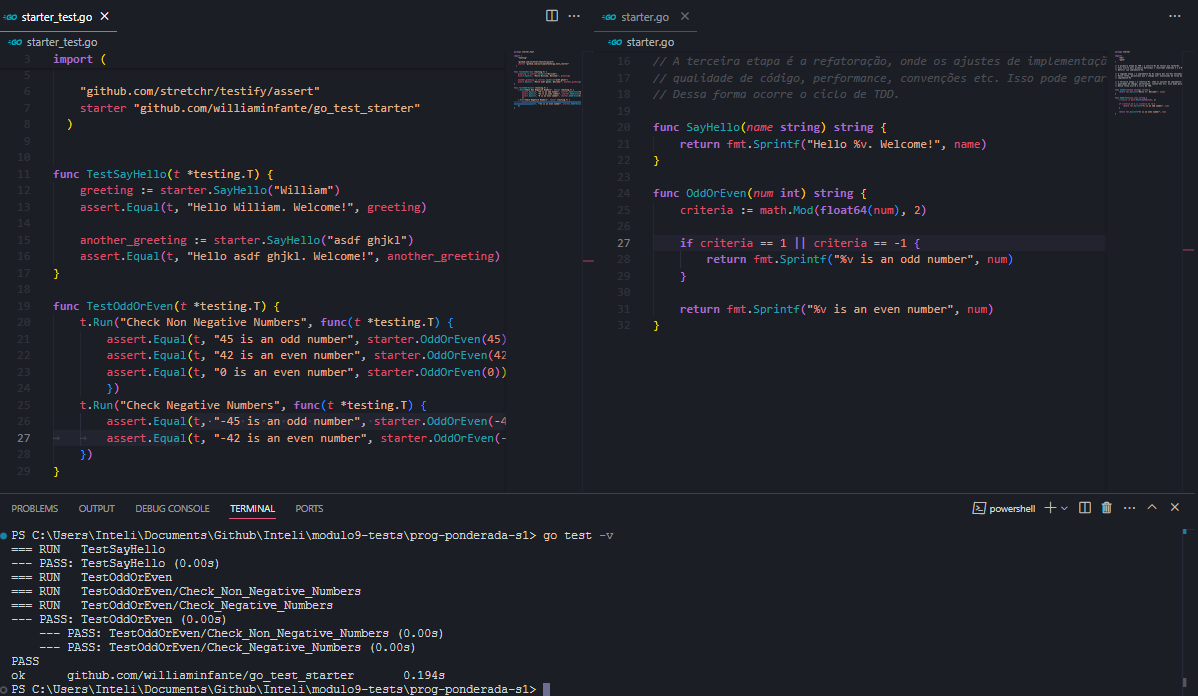 starter_test.go
starter_test.go
3 import (
5
6 "github.com/stretchr/testify/assert"
7 starter "github.com/williaminfante/go_test_starter"
8 )
9
10
11 func TestSayHello(t *testing.T) {
12 greeting := starter.SayHello("William")
13 assert.Equal(t, "Hello William. Welcome!", greeting)
14
15 another_greeting := starter.SayHello("asdf ghjkl")
16 assert.Equal(t, "Hello asdf ghjkl. Welcome!", another_greeting)
17 }
18
19 func TestOddOrEven(t *testing.T) {
20 t.Run("Check Non Negative Numbers", func(t *testing.T) {
21 assert.Equal(t, "45 is an odd number", starter.OddOrEven(45)
22 assert.Equal(t, "42 is an even number", starter.OddOrEven(42
23 assert.Equal(t, "0 is an even number", starter.OddOrEven(0))
24 })
25 t.Run("Check Negative Numbers", func(t *testing.T) {
26 assert.Equal(t, "-45 is an odd number", starter.OddOrEven(-4
27 assert.Equal(t, "-42 is an even number", starter.OddOrEven(-
28 })
29 }
starter.go
starter.go
16 // A terceira etapa é a refatoração, onde os ajustes de implementaçã
17 // qualidade de código, performance, convenções etc. Isso pode gerar
18 // Dessa forma ocorre o ciclo de TDD.
19
20 func SayHello(name string) string {
21 return fmt.Sprintf("Hello %v. Welcome!", name)
22 }
23
24 func OddOrEven(num int) string {
25 criteria := math.Mod(float64(num), 2)
26
27 if criteria == 1 || criteria == -1 {
28 return fmt.Sprintf("%v is an odd number", num)
29 }
30
31 return fmt.Sprintf("%v is an even number", num)
32 }
PROBLEMS OUTPUT DEBUG CONSOLE TERMINAL PORTS
powershell
PS C:\Users\Inteli\Documents\Github\Inteli\modulo9-tests\prog-ponderada-s1> go test -v
=== RUN TestSayHello
--- PASS: TestSayHello (0.00s)
=== RUN TestOddOrEven
=== RUN TestOddOrEven/Check_Non_Negative_Numbers
=== RUN TestOddOrEven/Check_Negative_Numbers
--- PASS: TestOddOrEven (0.00s)
--- PASS: TestOddOrEven/Check_Non_Negative_Numbers (0.00s)
--- PASS: TestOddOrEven/Check_Negative_Numbers (0.00s)
PASS
ok github.com/williaminfante/go_test_starter 0.194s
PS C:\Users\Inteli\Documents\Github\Inteli\modulo9-tests\prog-ponderada-s1>